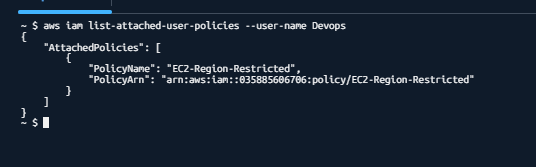 ~ $ aws iam list-attached-user-policies --user-name Devops
{
    "AttachedPolicies": [
        {
            "PolicyName": "EC2-Region-Restricted",
            "PolicyArn": "arn:aws:iam::035885606706:policy/EC2-Region-Restricted"
        }
    ]
}
~ $